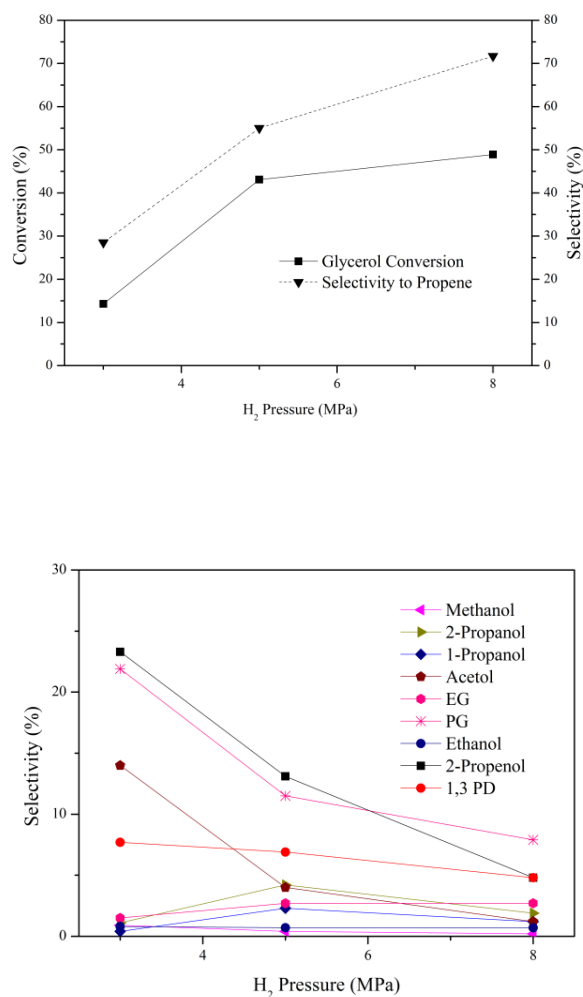 80
70
60
50
40
30
20
10
0
Conversion (%)
80
70
60
50
40
30
20
10
0
Selectivity (%)
Glycerol Conversion
Selectivity to Propene
4 6 8
H₂ Pressure (MPa)
30
20
10
0
Selectivity (%)
Methanol
2-Propanol
1-Propanol
Acetol
EG
PG
Ethanol
2-Propenol
1,3 PD
4 6 8
H₂ Pressure (MPa)